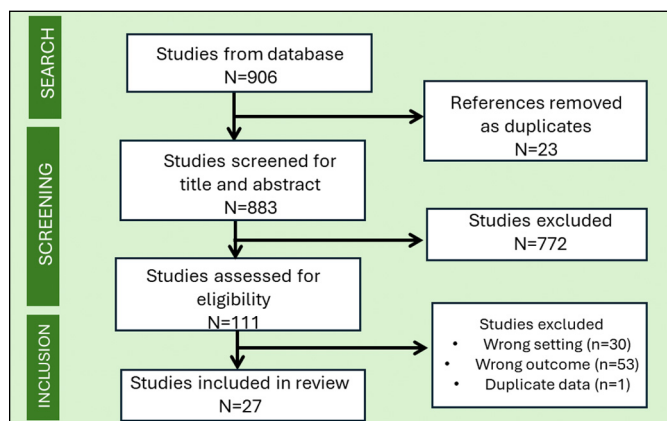 SEARCH
Studies from database
N=906
References removed
as duplicates
N=23
SCREENING
Studies screened for
title and abstract
N=883
Studies excluded
N=772
Studies assessed for
eligibility
N=111
INCLUSION
Studies excluded
• Wrong setting (n=30)
• Wrong outcome (n=53)
• Duplicate data (n=1)
Studies included in review
N=27